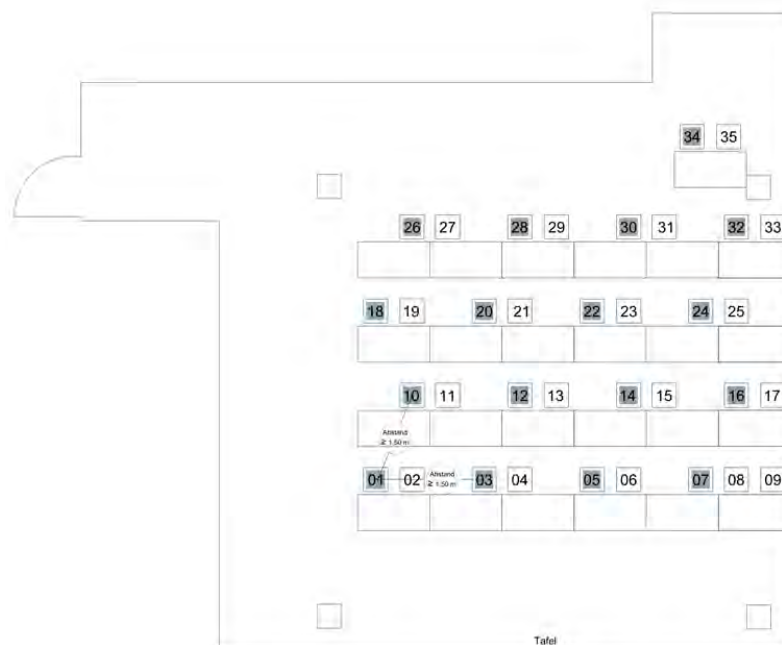 34 35
26 27 28 29 30 31 32 33
18 19 20 21 22 23 24 25
10 11 12 13 14 15 16 17
Abstand
≥ 1,50 m
01 02 Abstand 03 04 05 06 07 08 09
≥ 1,50 m
Tafel